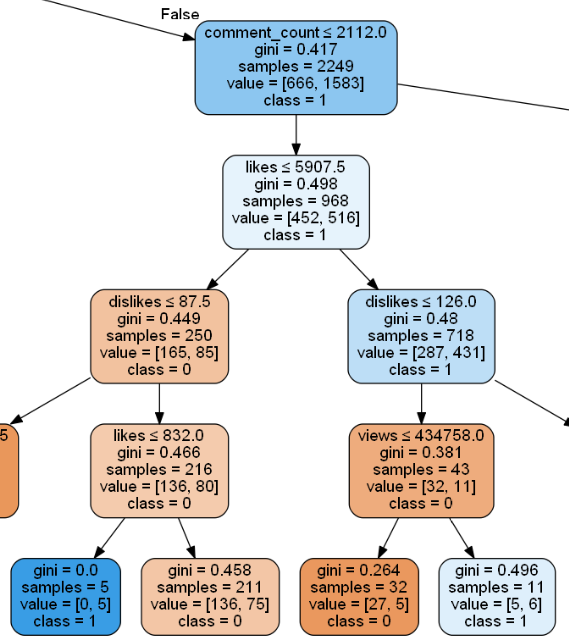 False
comment_count ≤ 2112.0
gini = 0.417
samples = 2249
value = [666, 1583]
class = 1
likes ≤ 5907.5
gini = 0.498
samples = 968
value = [452, 516]
class = 1
dislikes ≤ 87.5
gini = 0.449
samples = 250
value = [165, 85]
class = 0
dislikes ≤ 126.0
gini = 0.48
samples = 718
value = [287, 431]
class = 1
5
likes ≤ 832.0
gini = 0.466
samples = 216
value = [136, 80]
class = 0
views ≤ 434758.0
gini = 0.381
samples = 43
value = [32, 11]
class = 0
gini = 0.0
samples = 5
value = [0, 5]
class = 1
gini = 0.458
samples = 211
value = [136, 75]
class = 0
gini = 0.264
samples = 32
value = [27, 5]
class = 0
gini = 0.496
samples = 11
value = [5, 6]
class = 1